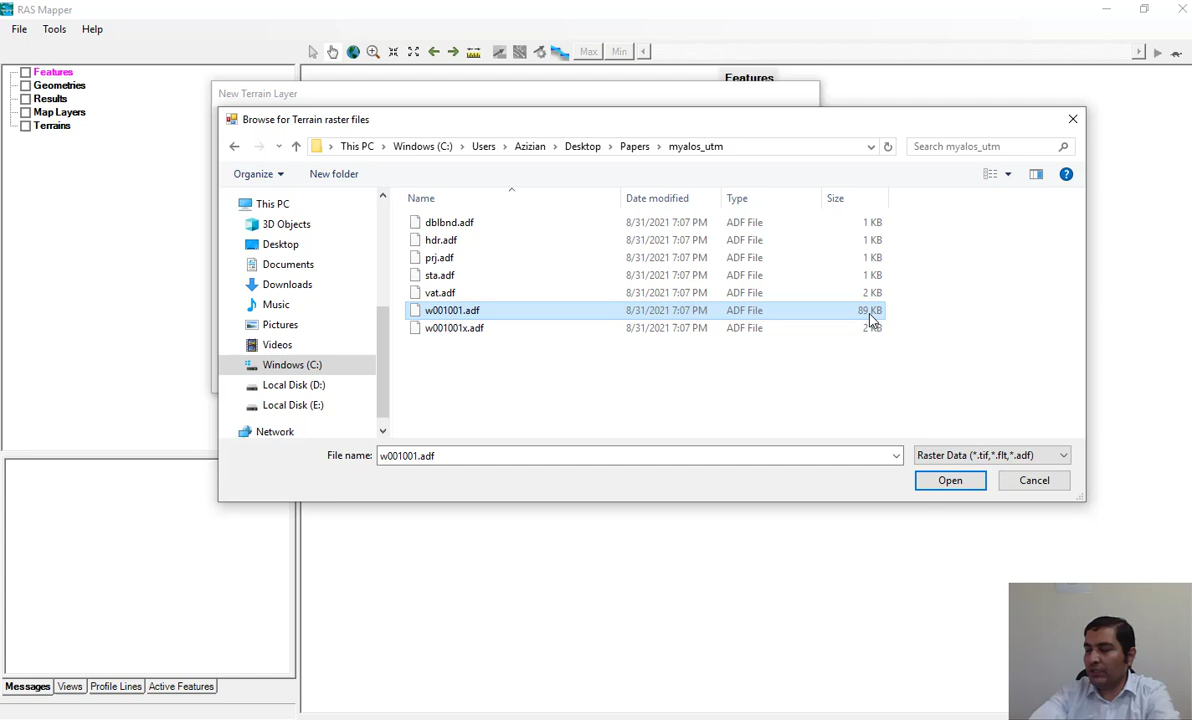 RAS Mapper
File Tools Help
Max Min
Features
Geometries
Results
Map Layers
Terrains
Features
New Terrain Layer
Browse for Terrain raster files
This PC Windows (C:) Users Azizian Desktop Papers myalos_utm
Search myalos_utm
Organize New folder
Name Date modified Type Size
This PC
3D Objects
Desktop
Documents
Downloads
Music
Pictures
Videos
Windows (C:)
Local Disk (D:)
Local Disk (E:)
Network
dblbnd.adf 8/31/2021 7:07 PM ADF File 1 KB
hdr.adf 8/31/2021 7:07 PM ADF File 1 KB
prj.adf 8/31/2021 7:07 PM ADF File 1 KB
sta.adf 8/31/2021 7:07 PM ADF File 1 KB
vat.adf 8/31/2021 7:07 PM ADF File 2 KB
w001001.adf 8/31/2021 7:07 PM ADF File 89 KB
w001001x.adf 8/31/2021 7:07 PM ADF File 2 KB
File name: w001001.adf Raster Data (*.tif,*.flt,*.adf)
Open Cancel
Messages Views Profile Lines Active Features